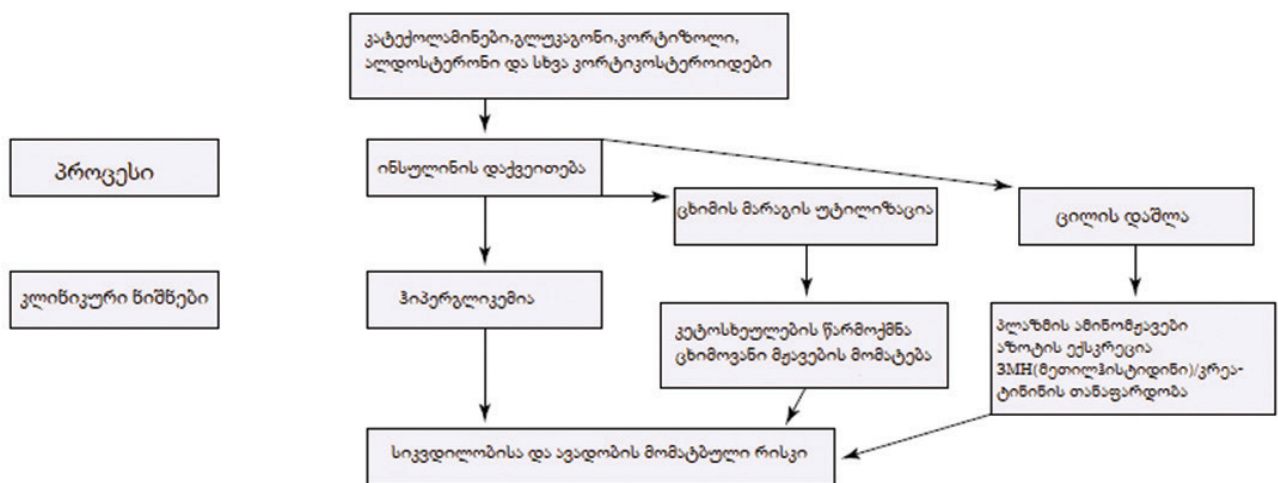 კატექოლამინები,გლუკაგონი,კორტიზოლი,
ალდოსტერონი და სხვა კორტიკოსტეროიდები
პროცესი
ინსულინის დაქვეითება
ცხიმის მარაგის უტილიზაცია
ცილის დაშლა
კლინიკური ნიშნები
ჰიპერგლიკემია
კეტოსხეულების წარმოქმნა
ცხიმოვანი მჟავების მომატება
პლაზმის ამინომჟავები
აზოტის ექსკრეცია
3MH(მეთილჰისტიდინი)/კრეა-
ტინინის თანაფარდობა
სიკვდილობისა და ავადობის მომატბული რისკი